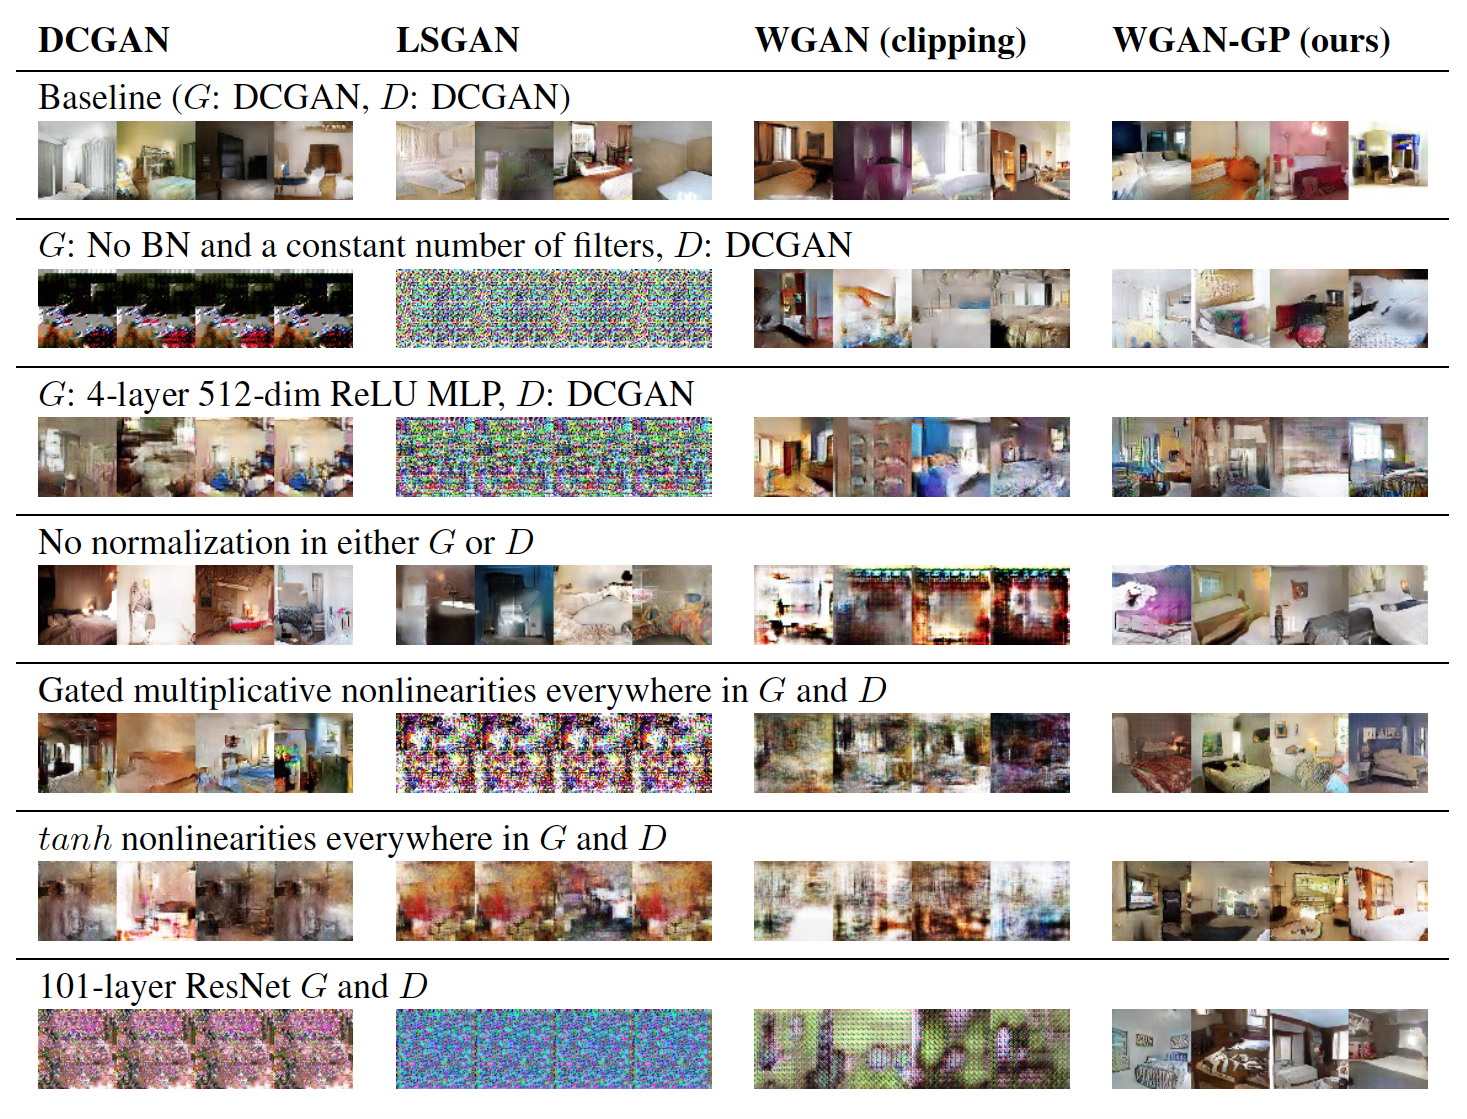 DCGAN LSGAN WGAN (clipping) WGAN-GP (ours)
Baseline (G: DCGAN, D: DCGAN)
G: No BN and a constant number of filters, D: DCGAN
G: 4-layer 512-dim ReLU MLP, D: DCGAN
No normalization in either G or D
Gated multiplicative nonlinearities everywhere in G and D
tanh nonlinearities everywhere in G and D
101-layer ResNet G and D